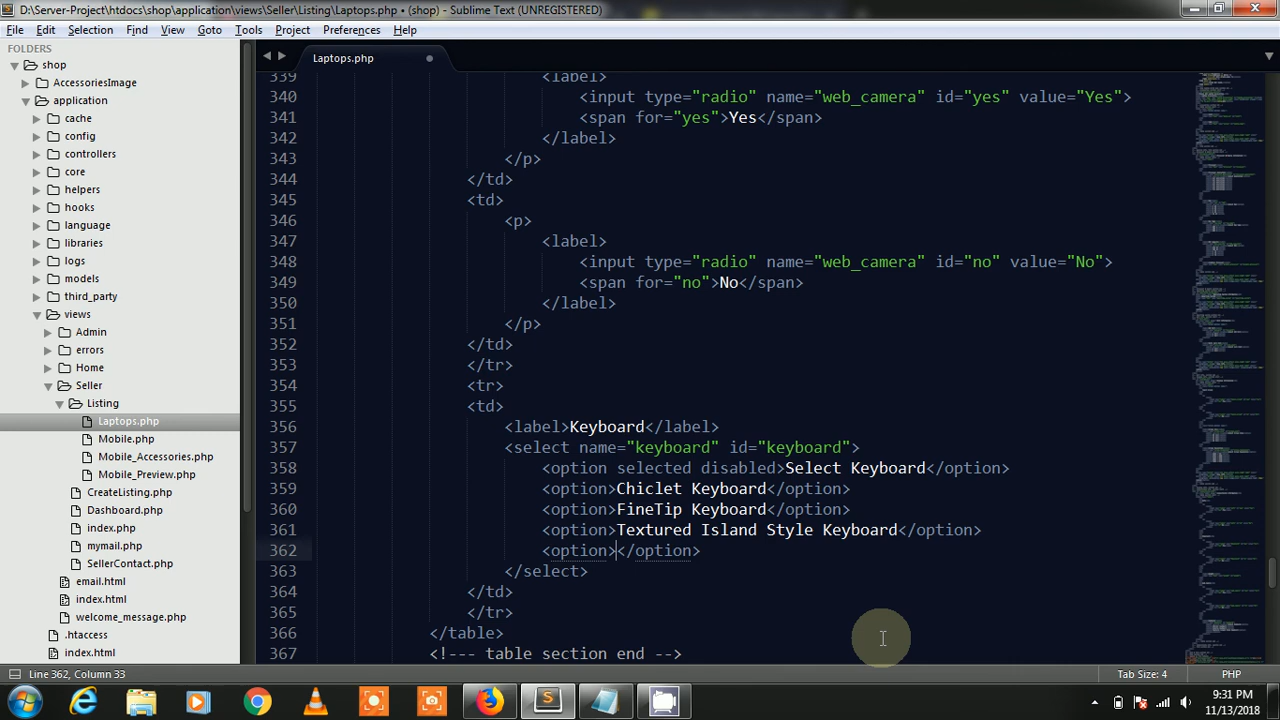 D:\Server-Project\htdocs\shop\application\views\Seller\Listing\Laptops.php • (shop) - Sublime Text (UNREGISTERED)
File Edit Selection Find View Goto Tools Project Preferences Help
FOLDERS
shop
AccessoriesImage
application
cache
config
controllers
core
helpers
hooks
language
libraries
logs
models
third_party
views
Admin
errors
Home
Seller
Listing
Laptops.php
Mobile.php
Mobile_Accessories.php
Mobile_Preview.php
CreateListing.php
Dashboard.php
index.php
mymail.php
SellerContact.php
email.html
index.html
welcome_message.php
.htaccess
index.html
Laptops.php
339 <label>
340 <input type="radio" name="web_camera" id="yes" value="Yes">
341 <span for="yes">Yes</span>
342 </label>
343 </p>
344 </td>
345 <td>
346 <p>
347 <label>
348 <input type="radio" name="web_camera" id="no" value="No">
349 <span for="no">No</span>
350 </label>
351 </p>
352 </td>
353 </tr>
354 <tr>
355 <td>
356 <label>Keyboard</label>
357 <select name="keyboard" id="keyboard">
358 <option selected disabled>Select Keyboard</option>
359 <option>Chiclet Keyboard</option>
360 <option>FineTip Keyboard</option>
361 <option>Textured Island Style Keyboard</option>
362 <option></option>
363 </select>
364 </td>
365 </tr>
366 </table>
367 <!--- table section end -->
Line 362, Column 33
Tab Size: 4
PHP
9:31 PM
11/13/2018